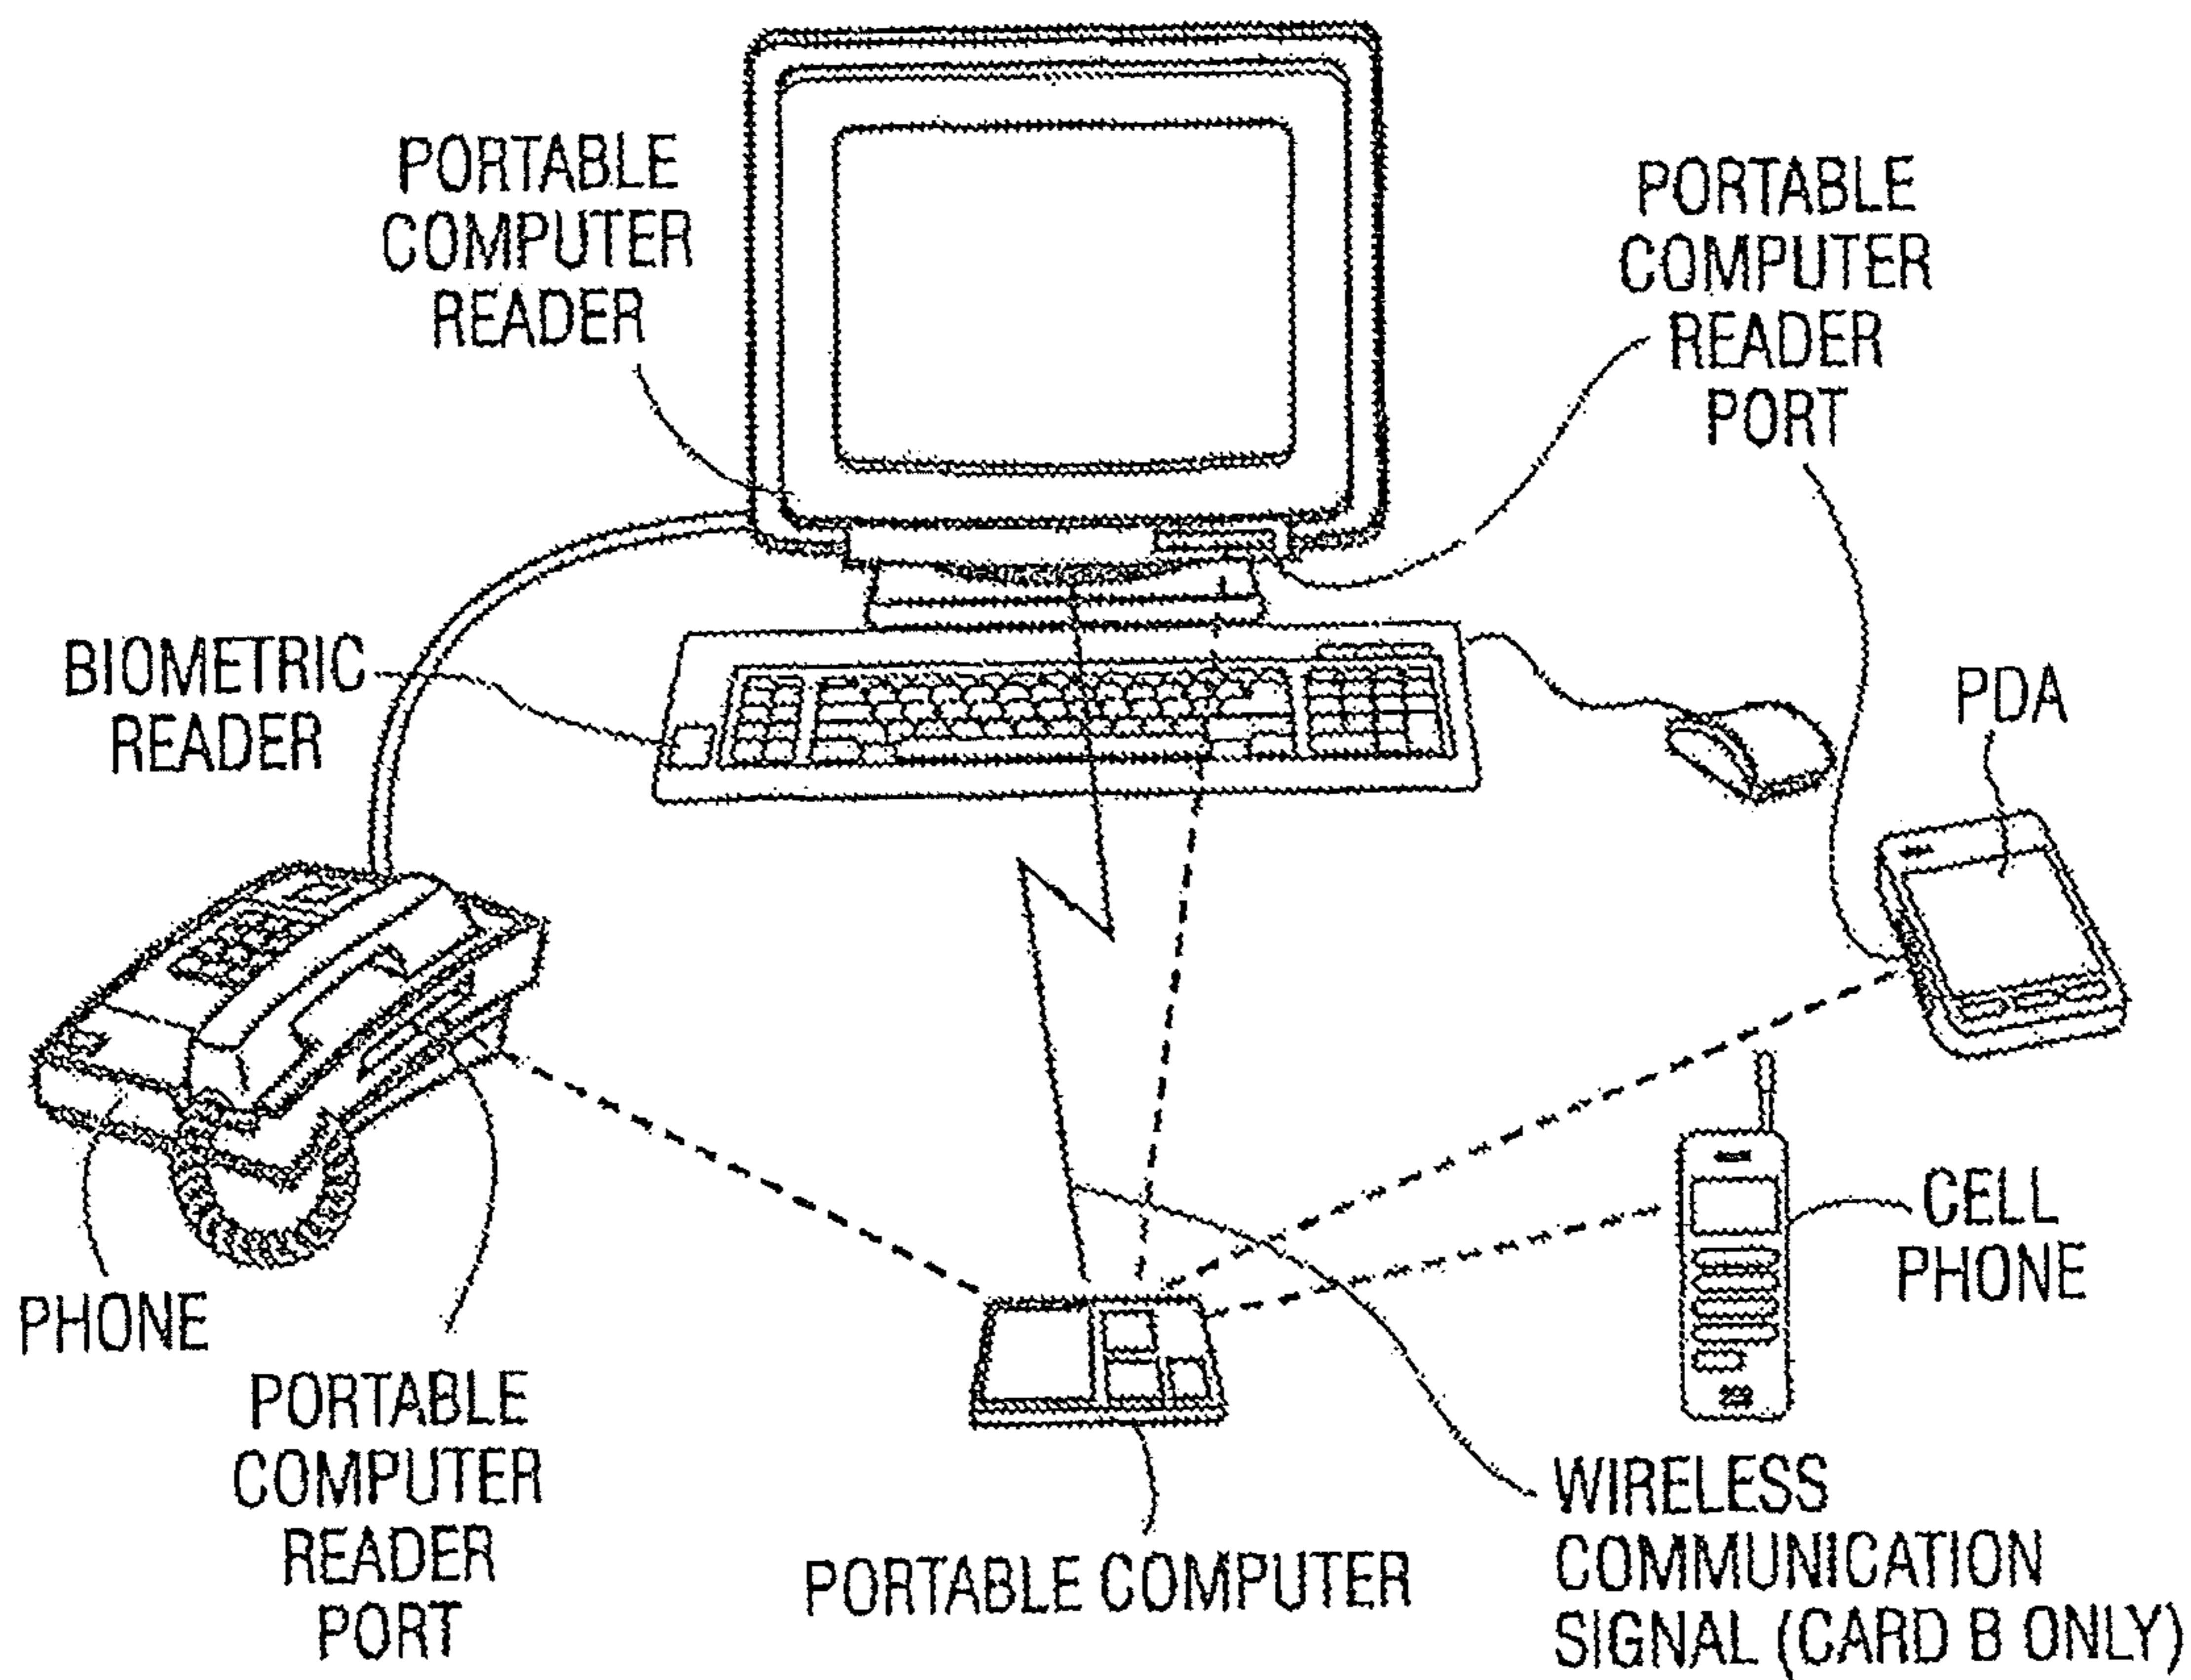 PORTABLE
COMPUTER
READER
PORTABLE
COMPUTER
READER
PORT
BIOMETRIC
READER
PDA
CELL
PHONE
PHONE
PORTABLE
COMPUTER
READER
PORT
PORTABLE COMPUTER
WIRELESS
COMMUNICATION
SIGNAL (CARD B ONLY)